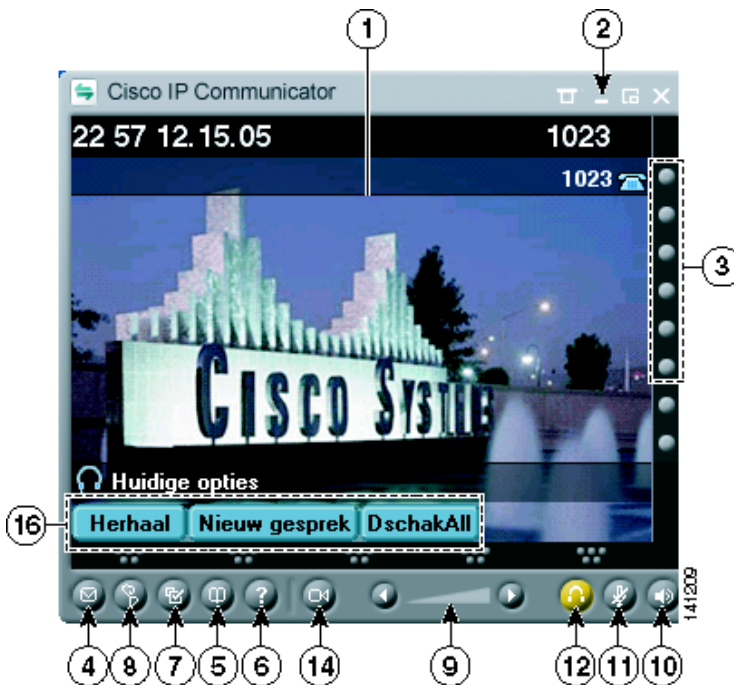 1 2
Cisco IP Communicator
22 57 12.15.05 1023
1023
3
CISCO SYSTEMS
Huidige opties
16
Herhaal Nieuw gesprek DschakAll
?
141209
4 8 7 5 6 14 9 12 11 10